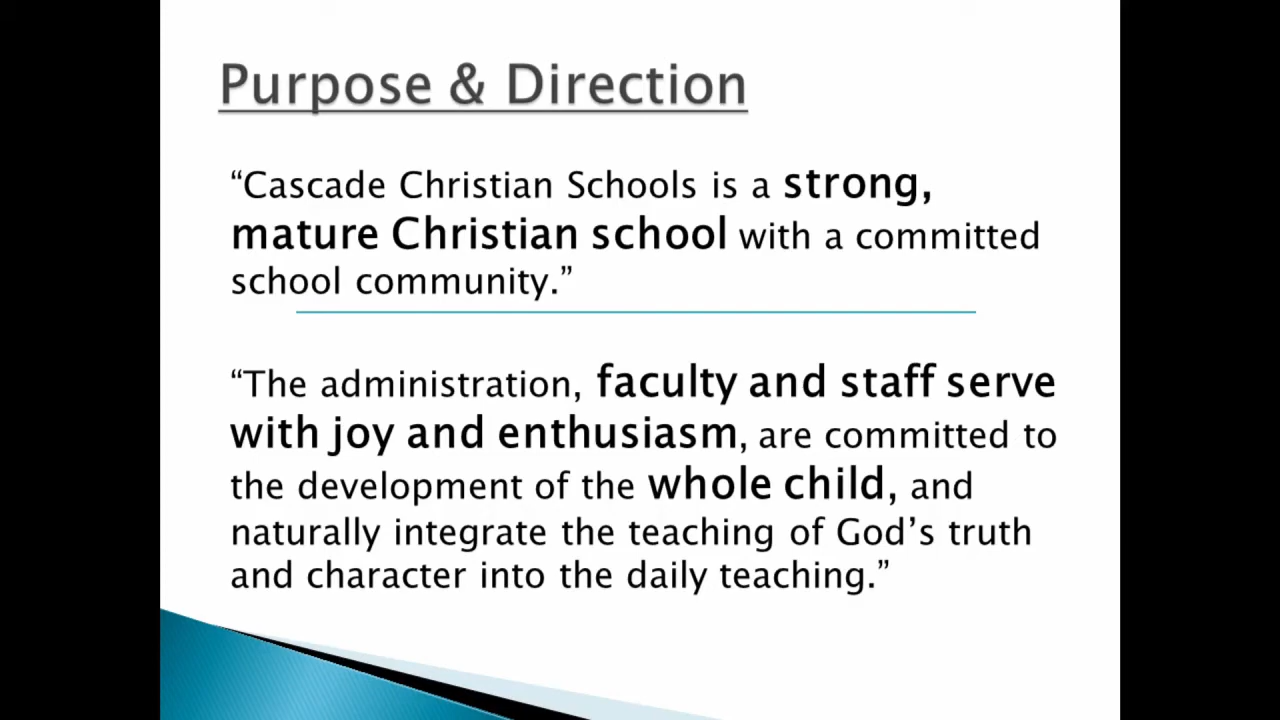 Purpose & Direction
“Cascade Christian Schools is a strong,
mature Christian school with a committed
school community.”
“The administration, faculty and staff serve
with joy and enthusiasm, are committed to
the development of the whole child, and
naturally integrate the teaching of God’s truth
and character into the daily teaching.”